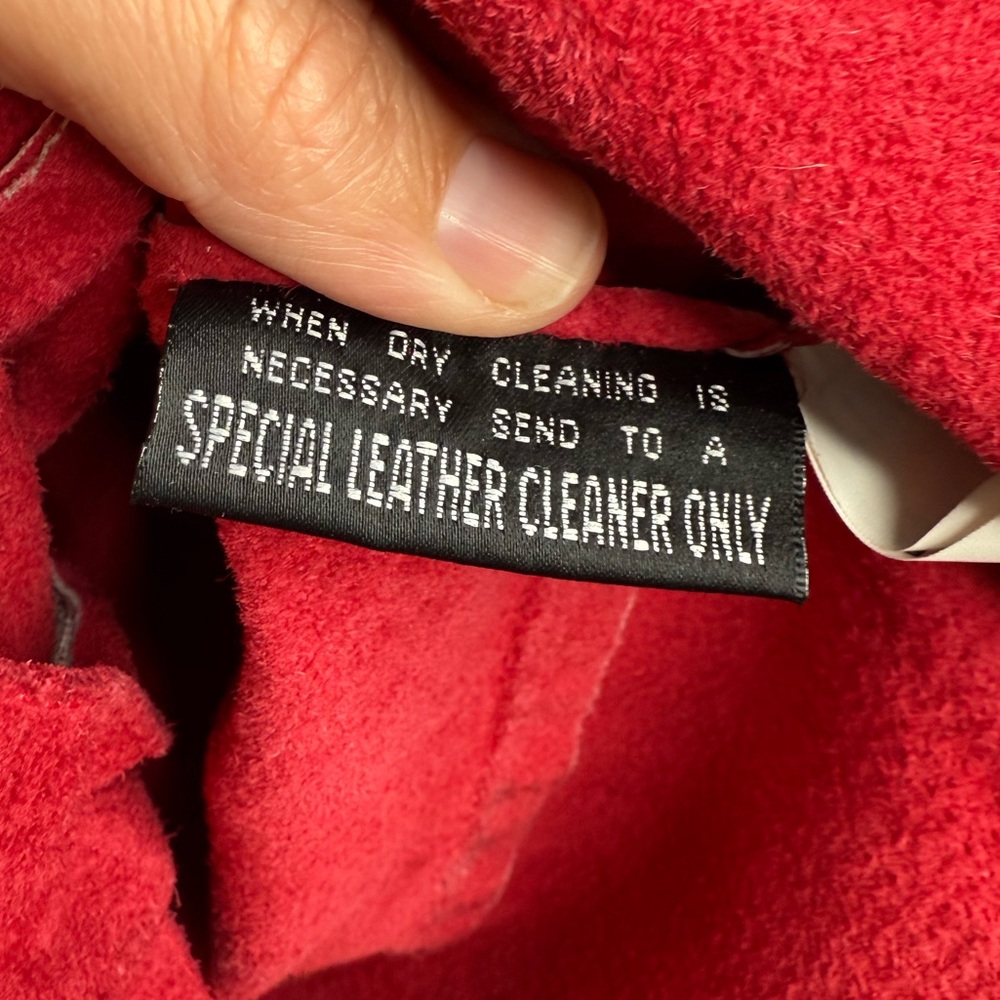 WHEN DRY CLEANING IS
NECESSARY SEND TO A
SPECIAL LEATHER CLEANER ONLY